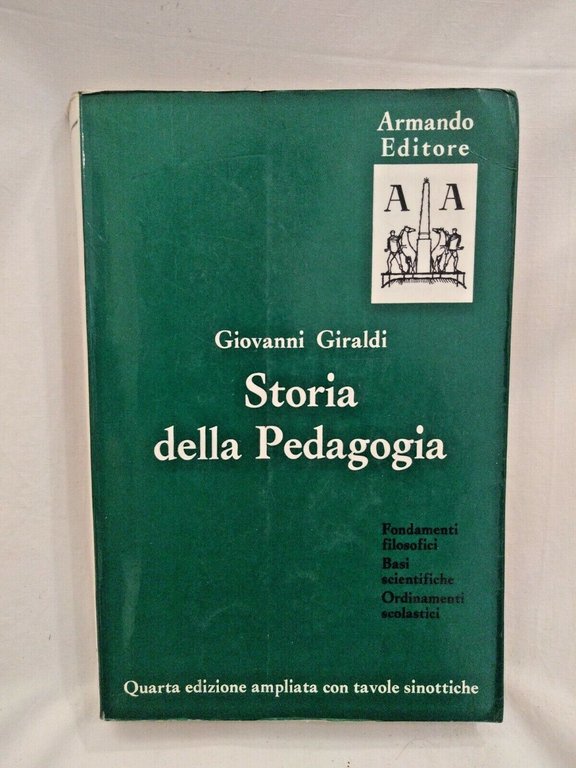 Armando
Editore
A A
Giovanni Giraldi
Storia
della Pedagogia
Fondamenti
filosofici
Basi
scientifiche
Ordinamenti
scolastici
Quarta edizione ampliata con tavole sinottiche